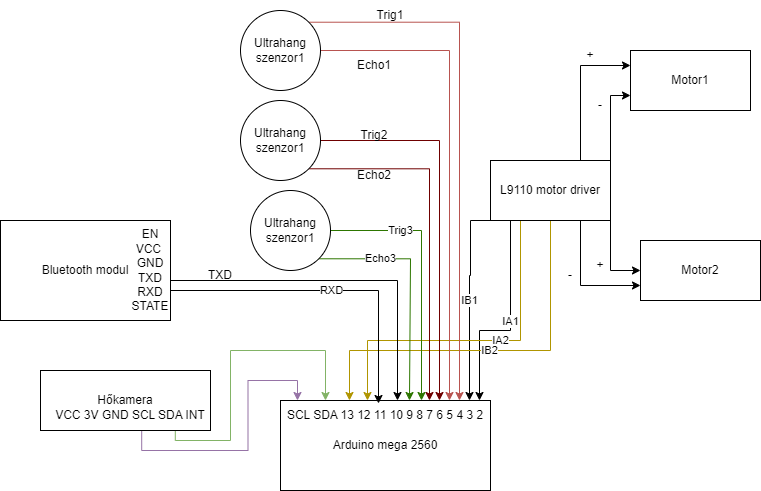 Trig1
Ultrahang
szenzor1
Echo1
+
Motor1
-
Ultrahang
szenzor1
Trig2
Echo2
L9110 motor driver
Ultrahang
szenzor1
Trig3
Echo3
EN
VCC
GND
TXD
RXD
STATE
Bluetooth modul
TXD
RXD
+
-
Motor2
IB1
IA1
IA2
IB2
Hőkamera
VCC 3V GND SCL SDA INT
SCL SDA 13 12 11 10 9 8 7 6 5 4 3 2
Arduino mega 2560